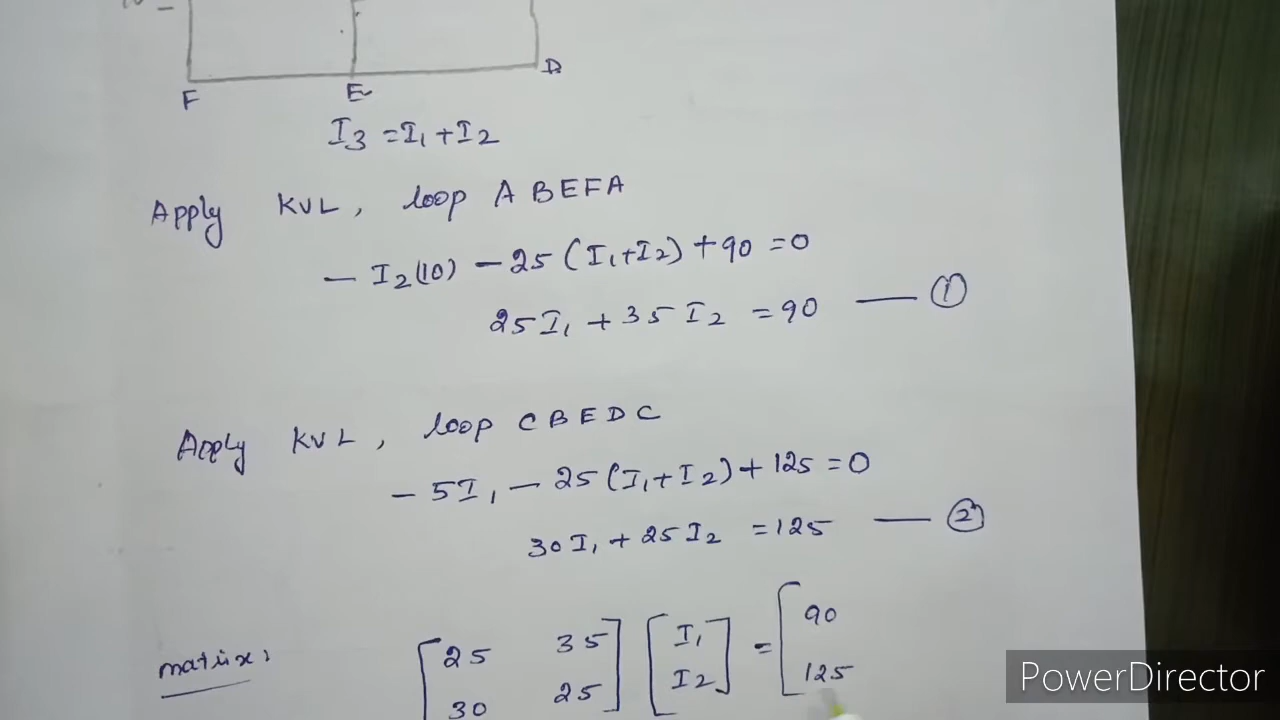 D
F E
I3 = I1 + I2
Apply KVL, loop A B E F A
- I2(10) - 25 (I1+I2) + 90 = 0
25 I1 + 35 I2 = 90 — ①
Apply KVL, loop C B E D C
- 5I1 - 25 (I1+I2) + 125 = 0
30 I1 + 25 I2 = 125 — ②
matrix: [25 35] [I1] = [90
30 25] I2] 125
PowerDirector